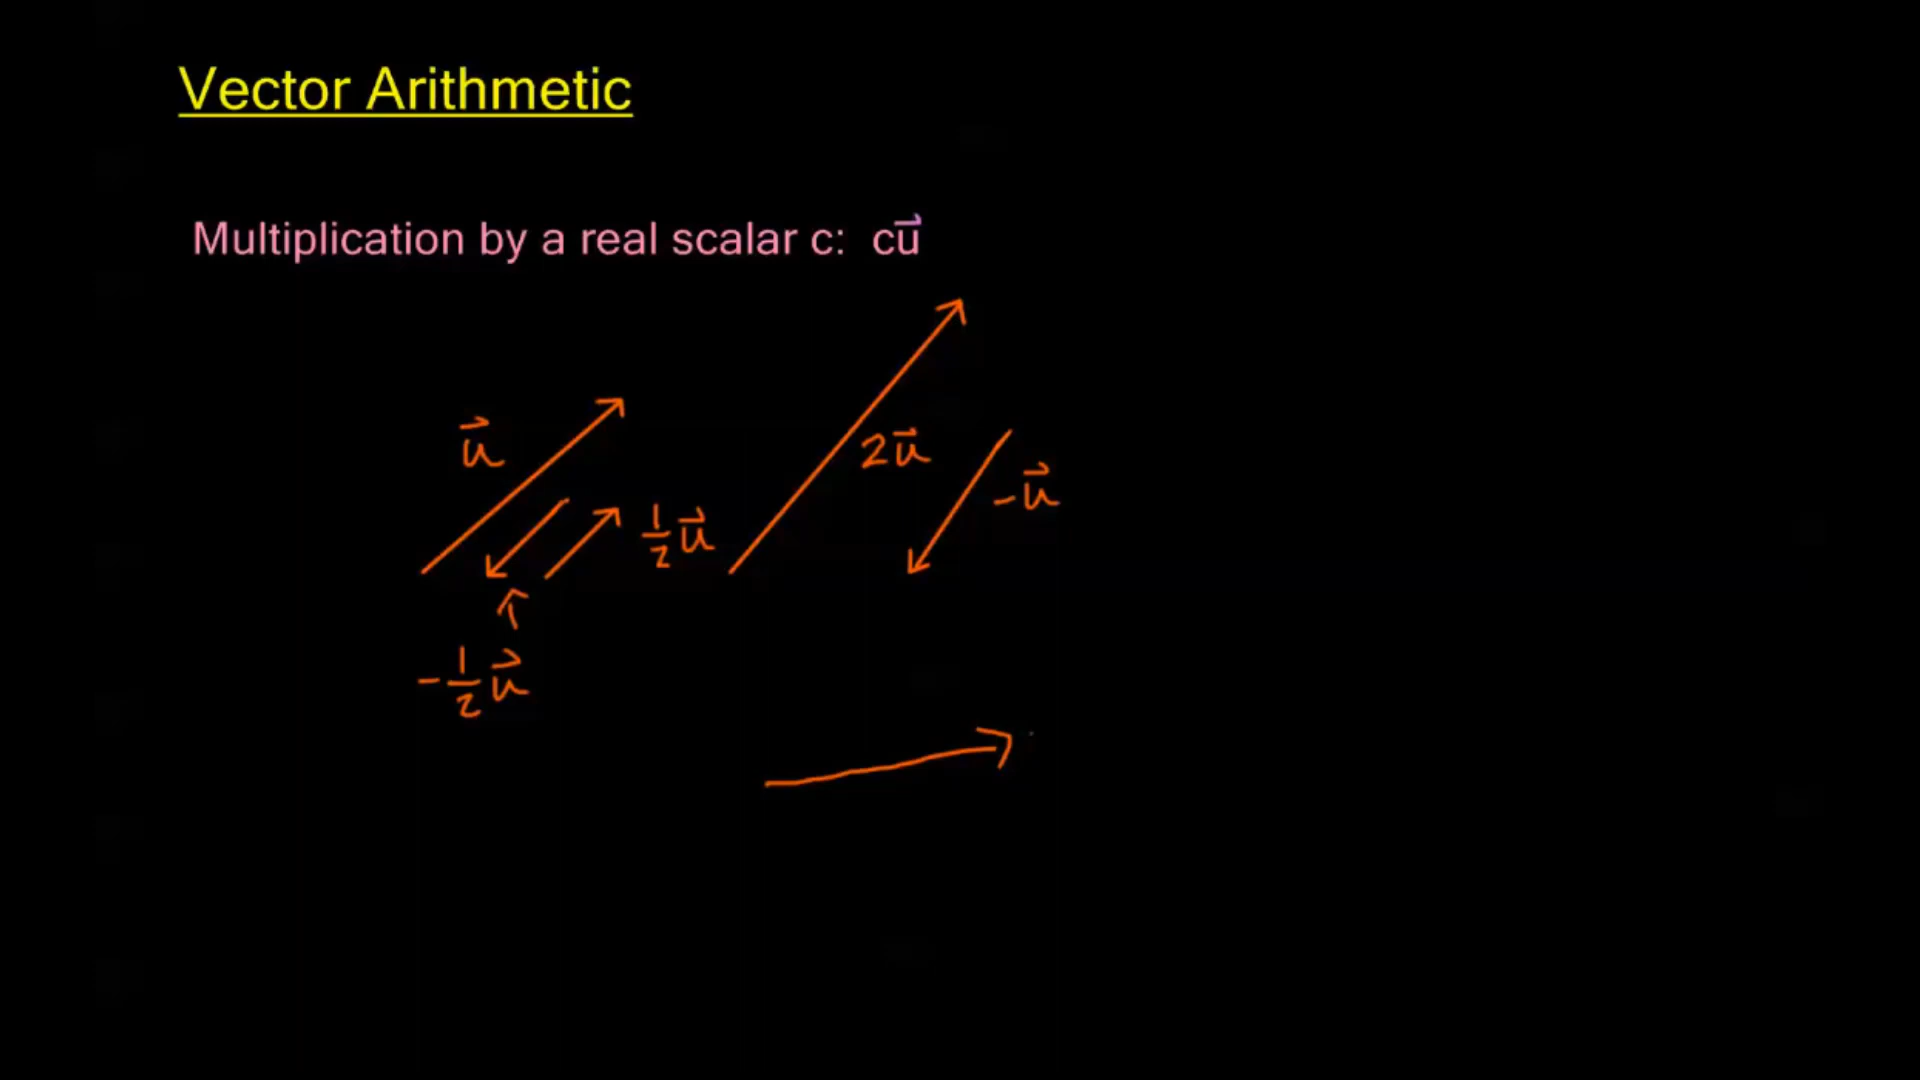 Vector Arithmetic
Multiplication by a real scalar c: cu⃗
u⃗
2u⃗
-u⃗
½u⃗
-½u⃗